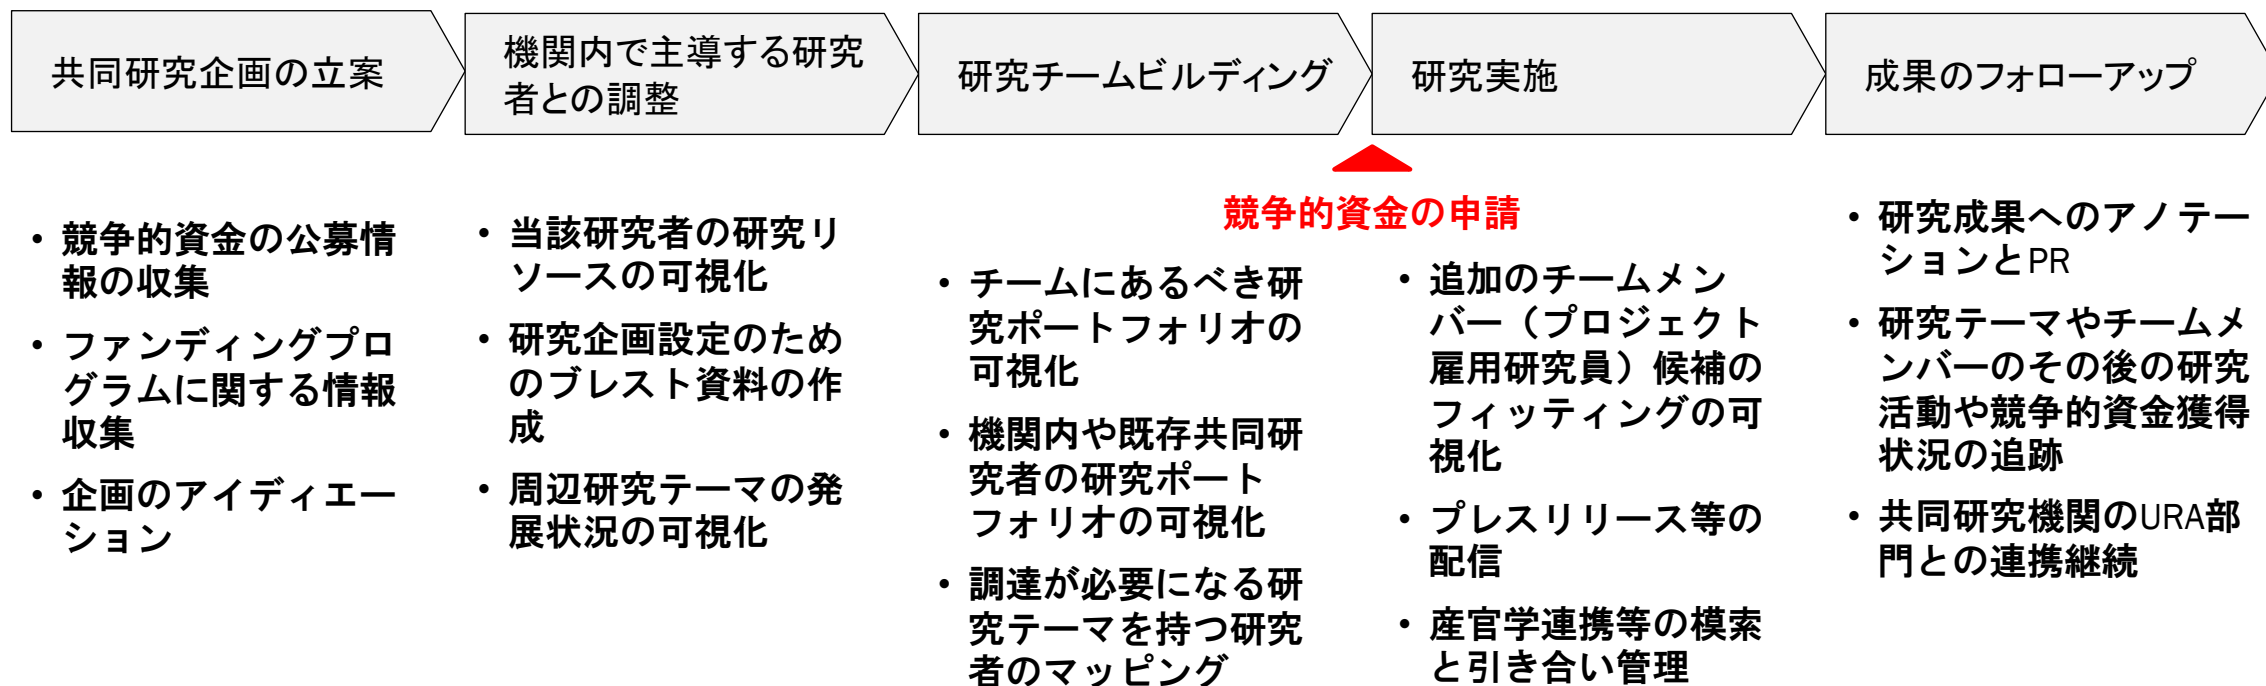 共同研究企画の立案
機関内で主導する研究
者との調整
研究チームビルディング
研究実施
成果のフォローアップ
競争的資金の申請
• 競争的資金の公募情
報の収集
• ファンディングプロ
グラムに関する情報
収集
• 企画のアイディエー
ション
• 当該研究者の研究リ
ソースの可視化
• 研究企画設定のため
のブレスト資料の作
成
• 周辺研究テーマの発
展状況の可視化
• チームにあるべき研
究ポートフォリオの
可視化
• 機関内や既存共同研
究者の研究ポート
フォリオの可視化
• 調達が必要になる研
究テーマを持つ研究
者のマッピング
• 追加のチームメン
バー（プロジェクト
雇用研究員）候補の
フィッティングの可
視化
• プレスリリース等の
配信
• 産官学連携等の模索
と引き合い管理
• 研究成果へのアノテー
ションとPR
• 研究テーマやチームメ
ンバーのその後の研究
活動や競争的資金獲得
状況の追跡
• 共同研究機関のURA部
門との連携継続